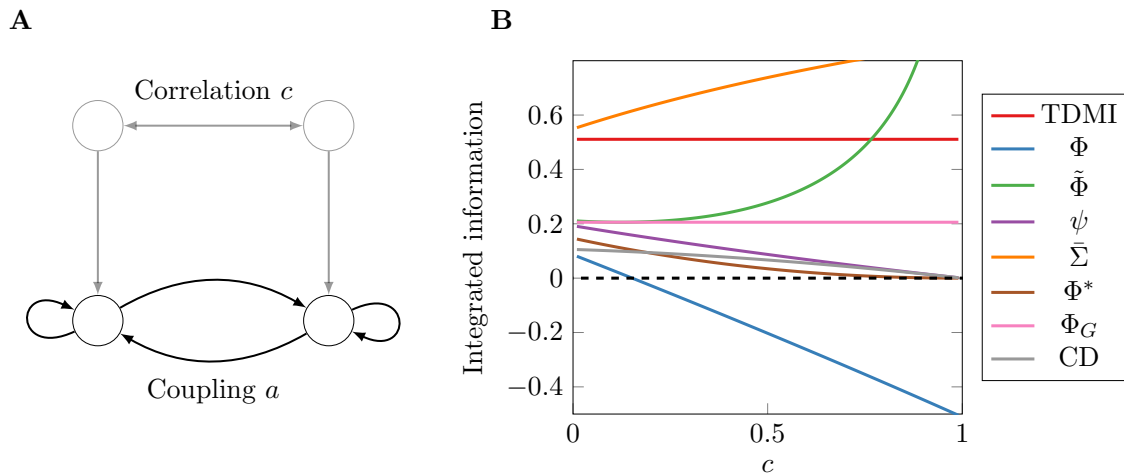 A
Correlation c
Coupling a
B
Integrated information
0.6
0.4
0.2
0
−0.2
−0.4
0
0.5
1
c
TDMI
Φ
Φ̃
ψ
Σ̄
Φ*
Φ_G
CD